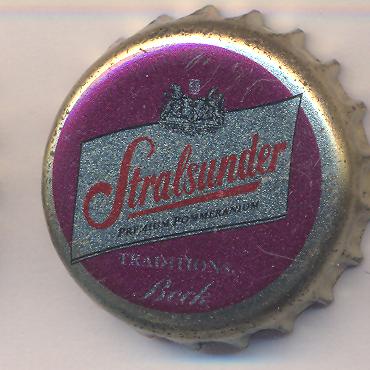 Stralsunder
PREMIUM POMMERANIUM
TRADITIONS
Bock